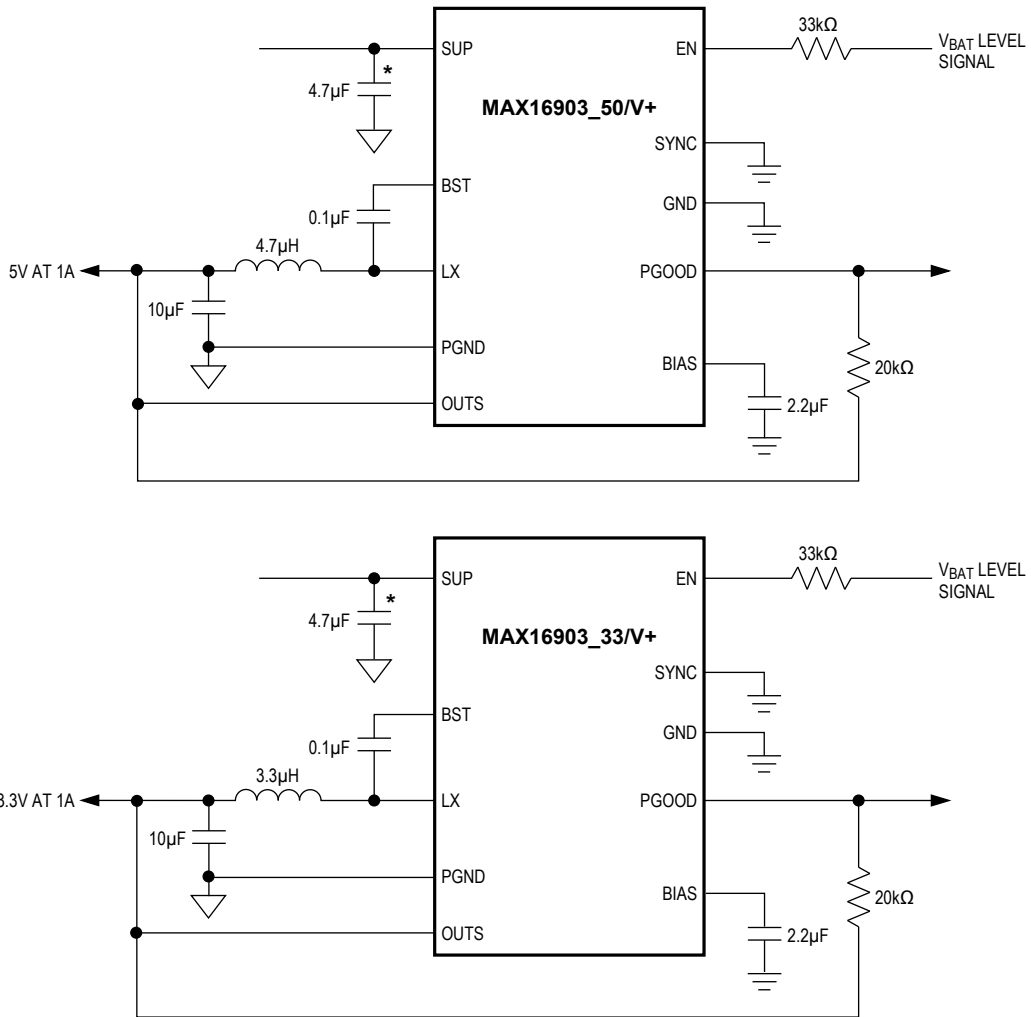 SUP
EN
33kΩ
VBAT LEVEL
SIGNAL
*
4.7µF
MAX16903_50/V+
SYNC
BST
GND
0.1µF
4.7µH
5V AT 1A
LX
PGOOD
10µF
PGND
BIAS
20kΩ
OUTS
2.2µF
SUP
EN
33kΩ
VBAT LEVEL
SIGNAL
*
4.7µF
MAX16903_33/V+
SYNC
BST
GND
0.1µF
3.3µH
3.3V AT 1A
LX
PGOOD
10µF
PGND
BIAS
20kΩ
OUTS
2.2µF